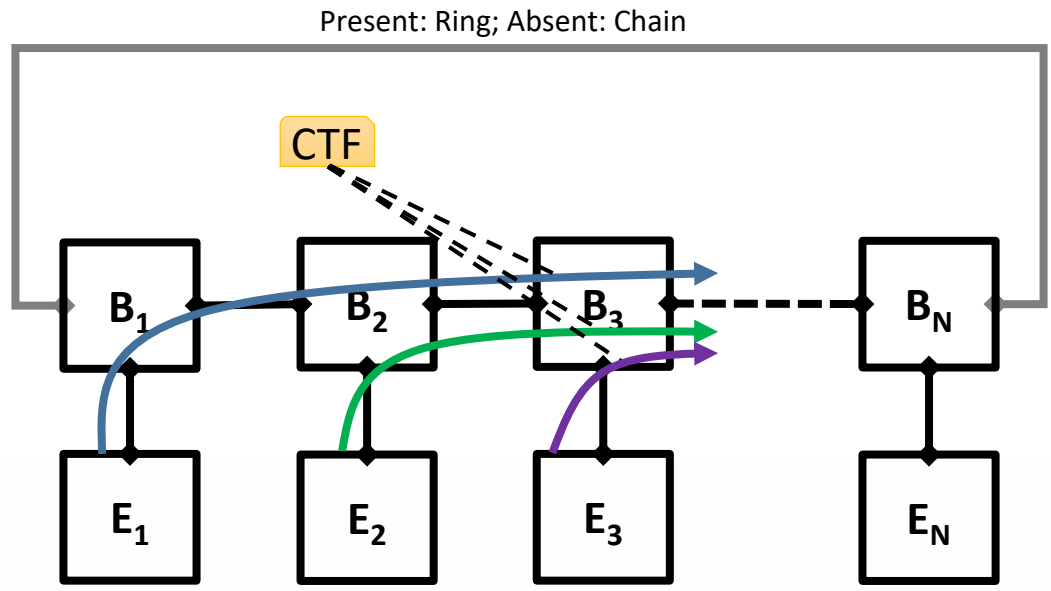 Present: Ring; Absent: Chain
CTF
B1
B2
B3
BN
E1
E2
E3
EN